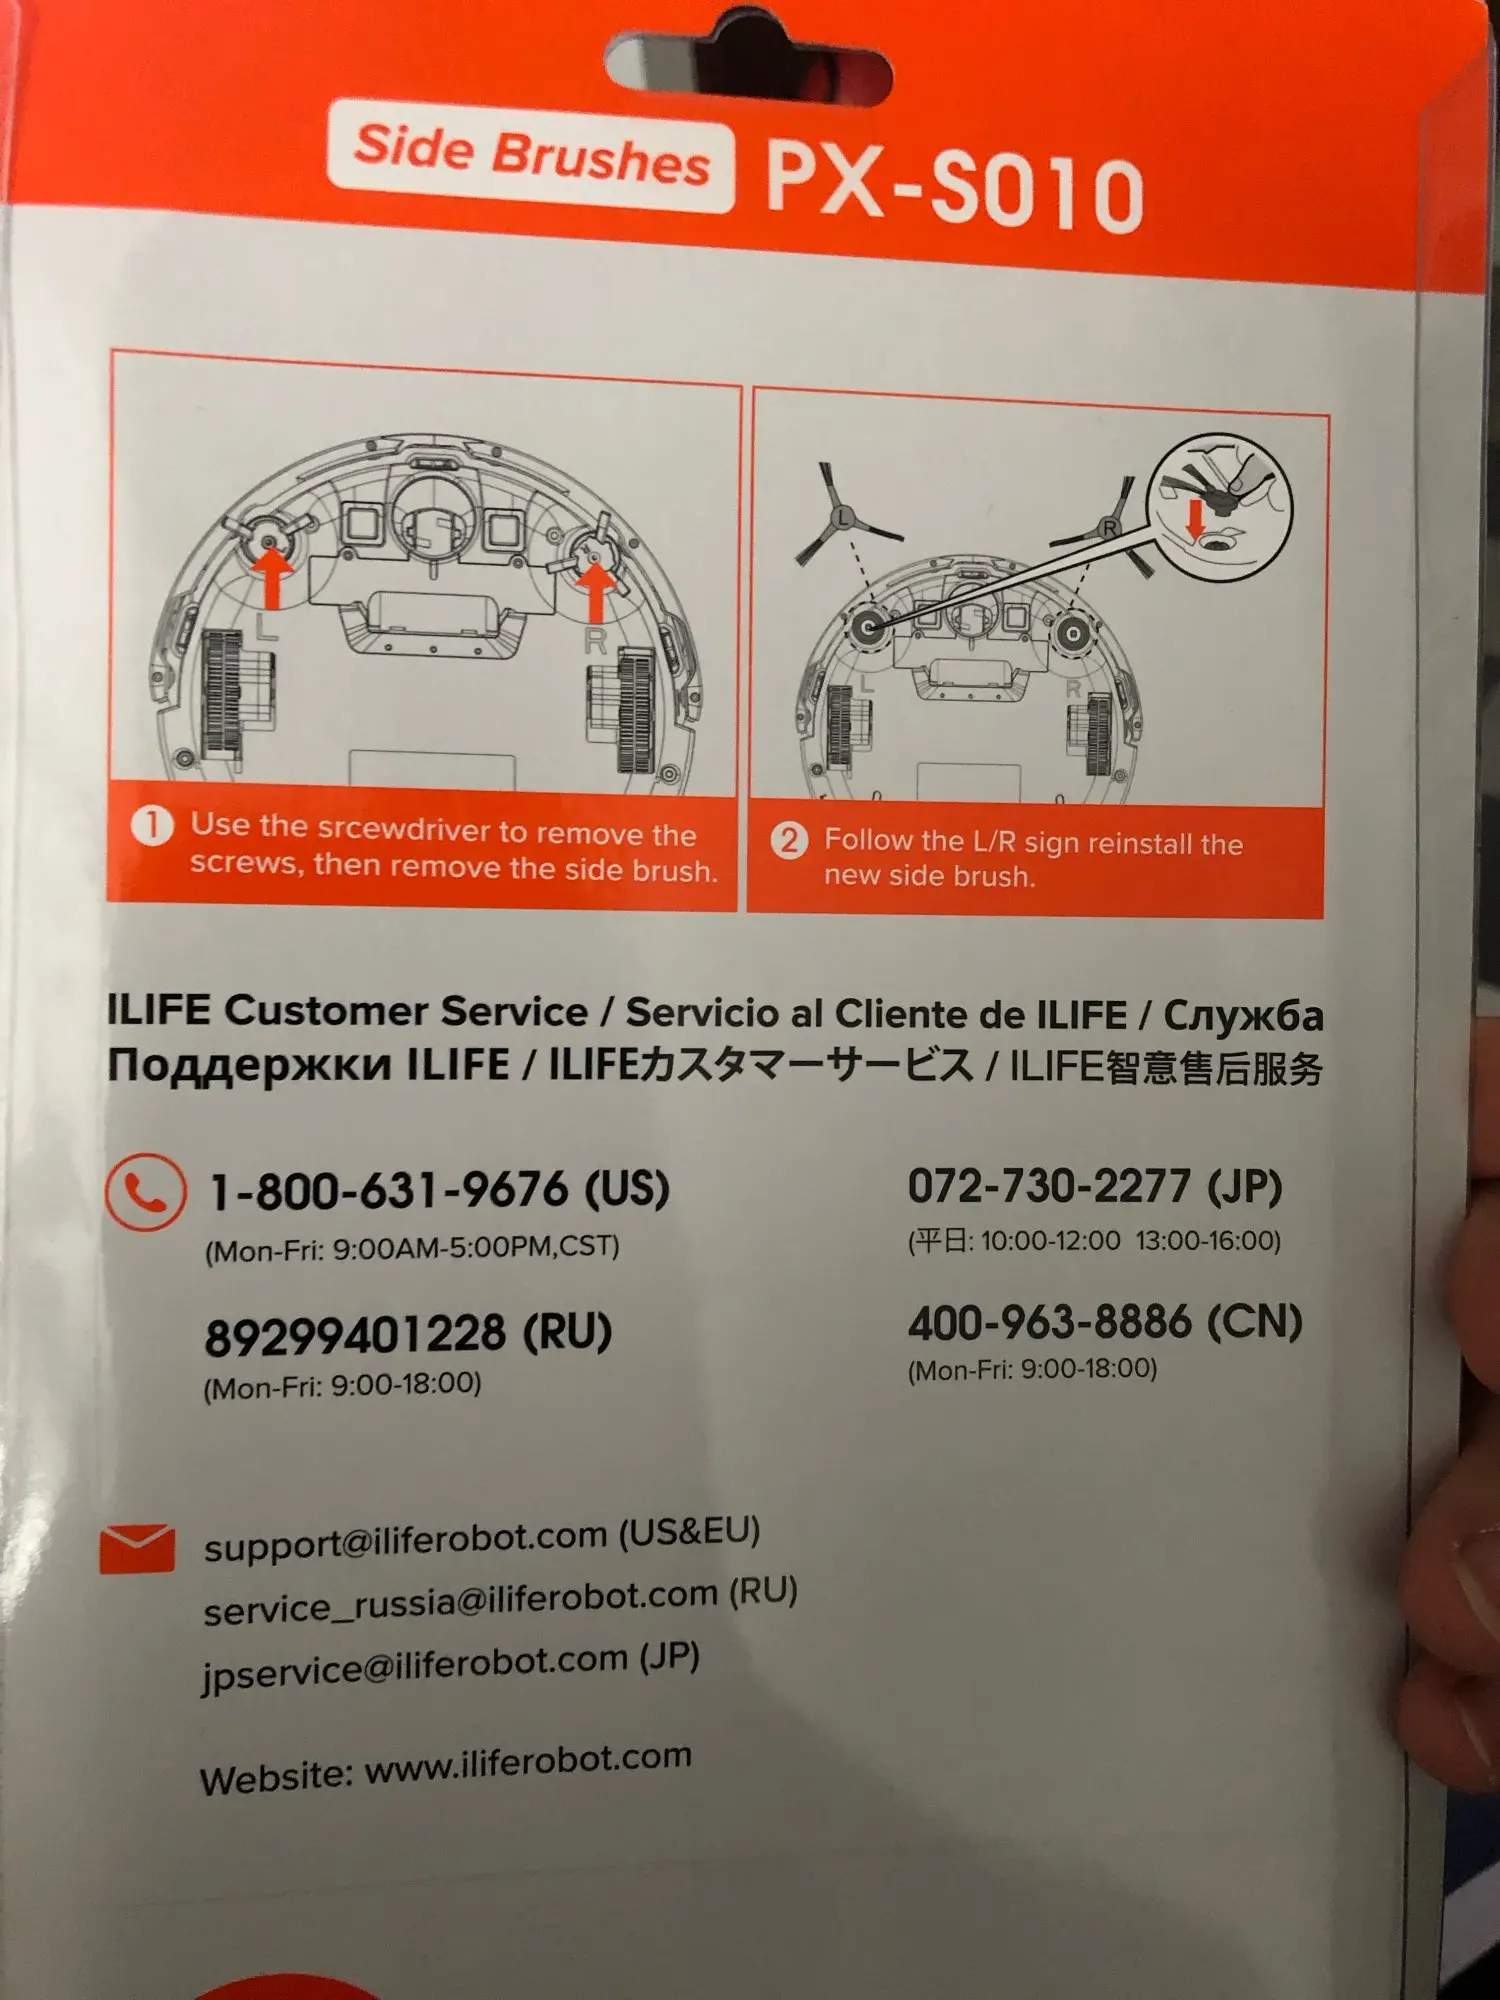 Side Brushes PX-S010
L
R
L
R
L
R
1 Use the srcewdriver to remove the
screws, then remove the side brush.
2 Follow the L/R sign reinstall the
new side brush.
ILIFE Customer Service / Servicio al Cliente de ILIFE / Служба
Поддержки ILIFE / ILIFEカスタマーサービス / ILIFE智意售后服务
1-800-631-9676 (US)
(Mon-Fri: 9:00AM-5:00PM,CST)
072-730-2277 (JP)
(平日: 10:00-12:00 13:00-16:00)
89299401228 (RU)
(Mon-Fri: 9:00-18:00)
400-963-8886 (CN)
(Mon-Fri: 9:00-18:00)
support@iliferobot.com (US&EU)
service_russia@iliferobot.com (RU)
jpservice@iliferobot.com (JP)
Website: www.iliferobot.com